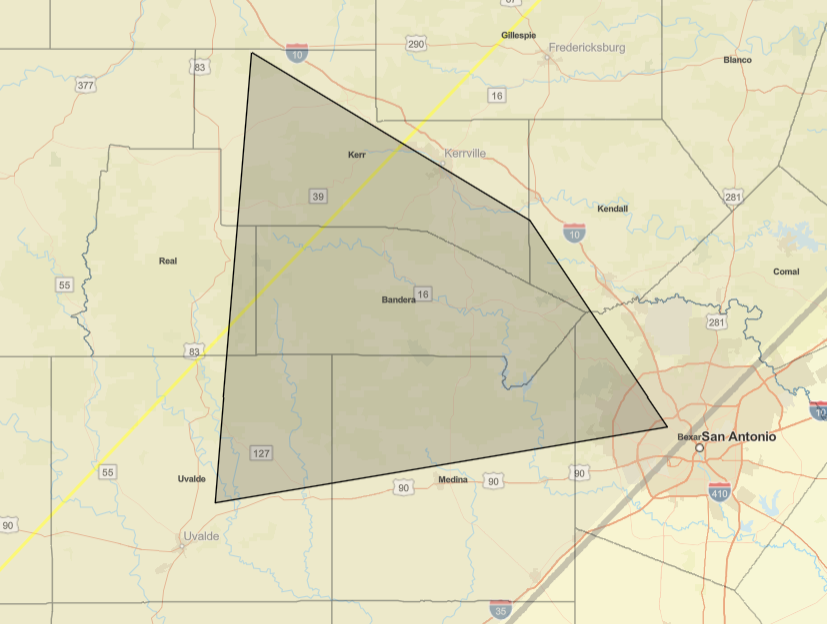 67
Gillespie
290
10
Fredericksburg
83
Blanco
377
16
Kerr
Kerrville
39
281
Kendall
10
Real
Comal
55
16
Bandera
281
83
10
Bexar
San Antonio
127
55
Uvalde
Medina
90
90
90
410
90
Uvalde
35